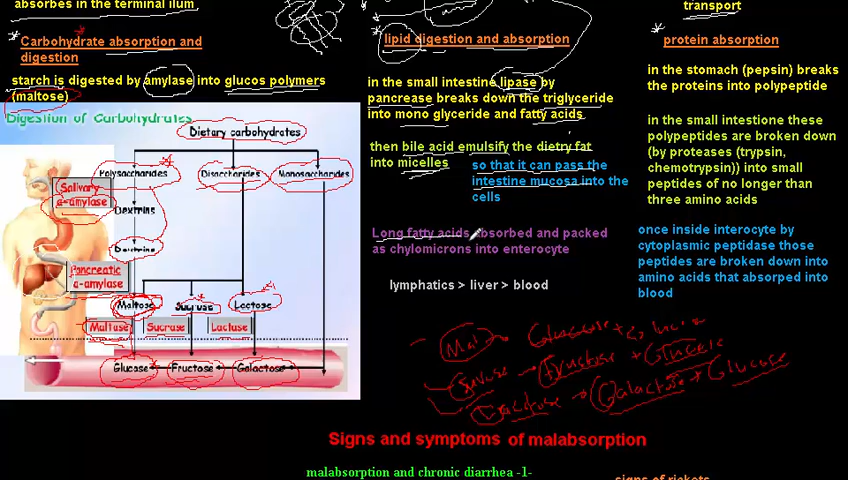 absorbes in the terminal ilum
Carbohydrate absorption and
digestion
starch is digested by amylase into glucos polymers
(maltose)
Digestion of Carbohydrates
Dietary carbohydrates
Polysaccharides
Disaccharides
Monosaccharides
Salivary
α-amylase
Dextrins
Dextrins
Pancreatic
α-amylase
Maltose
Sucrose
Lactose
Maltase
Sucrase
Lactase
Glucose
Fructose
Galactose
lipid digestion and absorption
in the small intestine lipase by
pancrease breaks down the triglyceride
into mono glyceride and fatty acids
then bile acid emulsify the dietry fat
into micelles
so that it can pass the
intestine mucosa into the
cells
Long fatty acids absorbed and packed
as chylomicrons into enterocyte
lymphatics > liver > blood
transport
protein absorption
in the stomach (pepsin) breaks
the proteins into polypeptide
in the small intestione these
polypeptides are broken down
(by proteases (trypsin,
chemotrypsin)) into small
peptides of no longer than
three amino acids
once inside interocyte by
cytoplasmic peptidase those
peptides are broken down into
amino acids that absorped into
blood
Mal
Fructose + Glucose
Galactose + Glucose
Signs and symptoms of malabsorption
malabsorption and chronic diarrhea -1-
signs of rickets